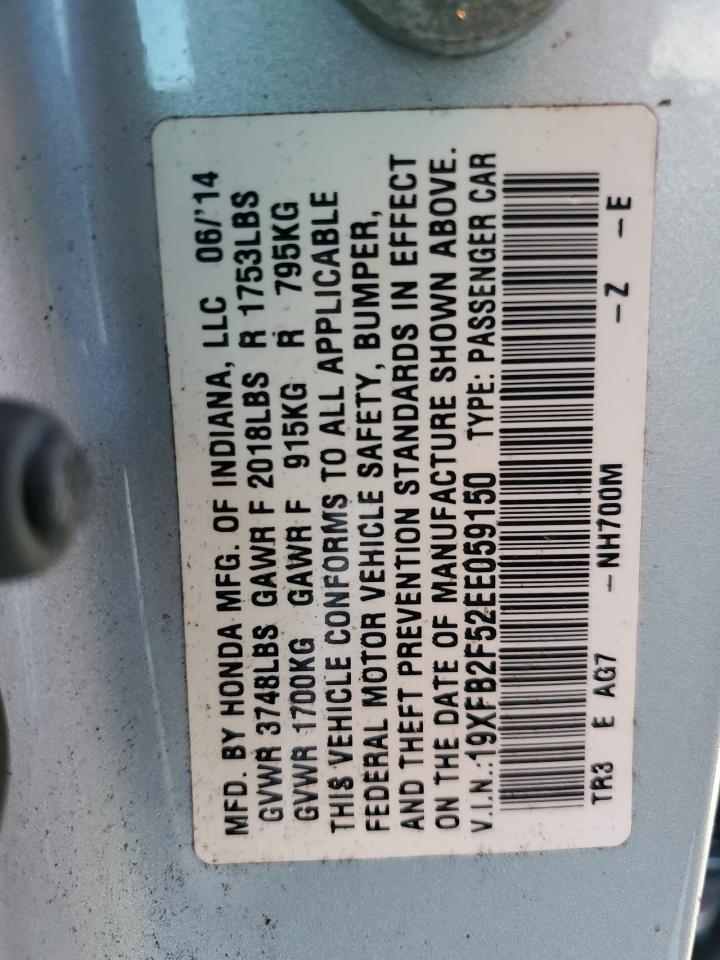 MFD. BY HONDA MFG. OF INDIANA, LLC 06/'14
GVWR 3748LBS GAWR F 2018LBS R 1753LBS
GVWR 1700KG GAWR F 915KG R 795KG
THIS VEHICLE CONFORMS TO ALL APPLICABLE
FEDERAL MOTOR VEHICLE SAFETY, BUMPER,
AND THEFT PREVENTION STANDARDS IN EFFECT
ON THE DATE OF MANUFACTURE SHOWN ABOVE.
V.I.N.:19XFB2F52EE059150 TYPE: PASSENGER CAR
TR3 E AG7 -NH700M -Z -E